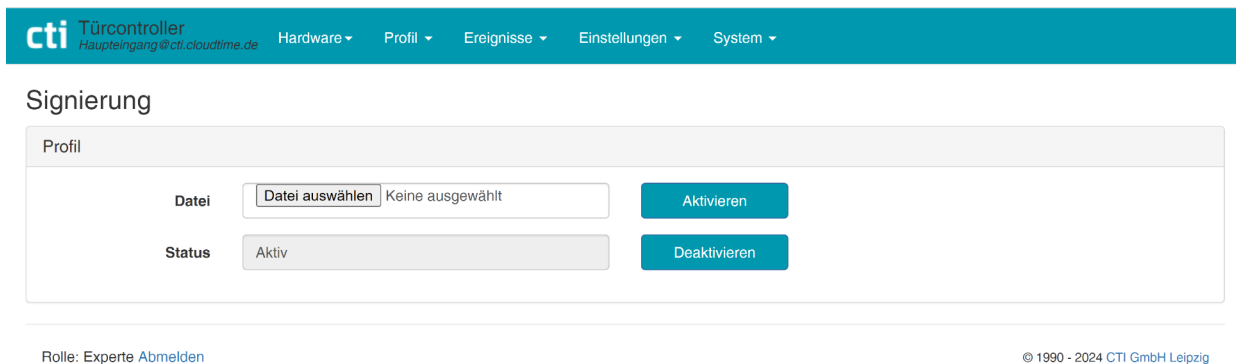 cti Türcontroller
Haupteingang@cti.cloudtime.de Hardware Profil Ereignisse Einstellungen System
Signierung
Profil
Datei Datei auswählen Keine ausgewählt Aktivieren
Status Aktiv Deaktivieren
Rolle: Experte Abmelden © 1990 - 2024 CTI GmbH Leipzig